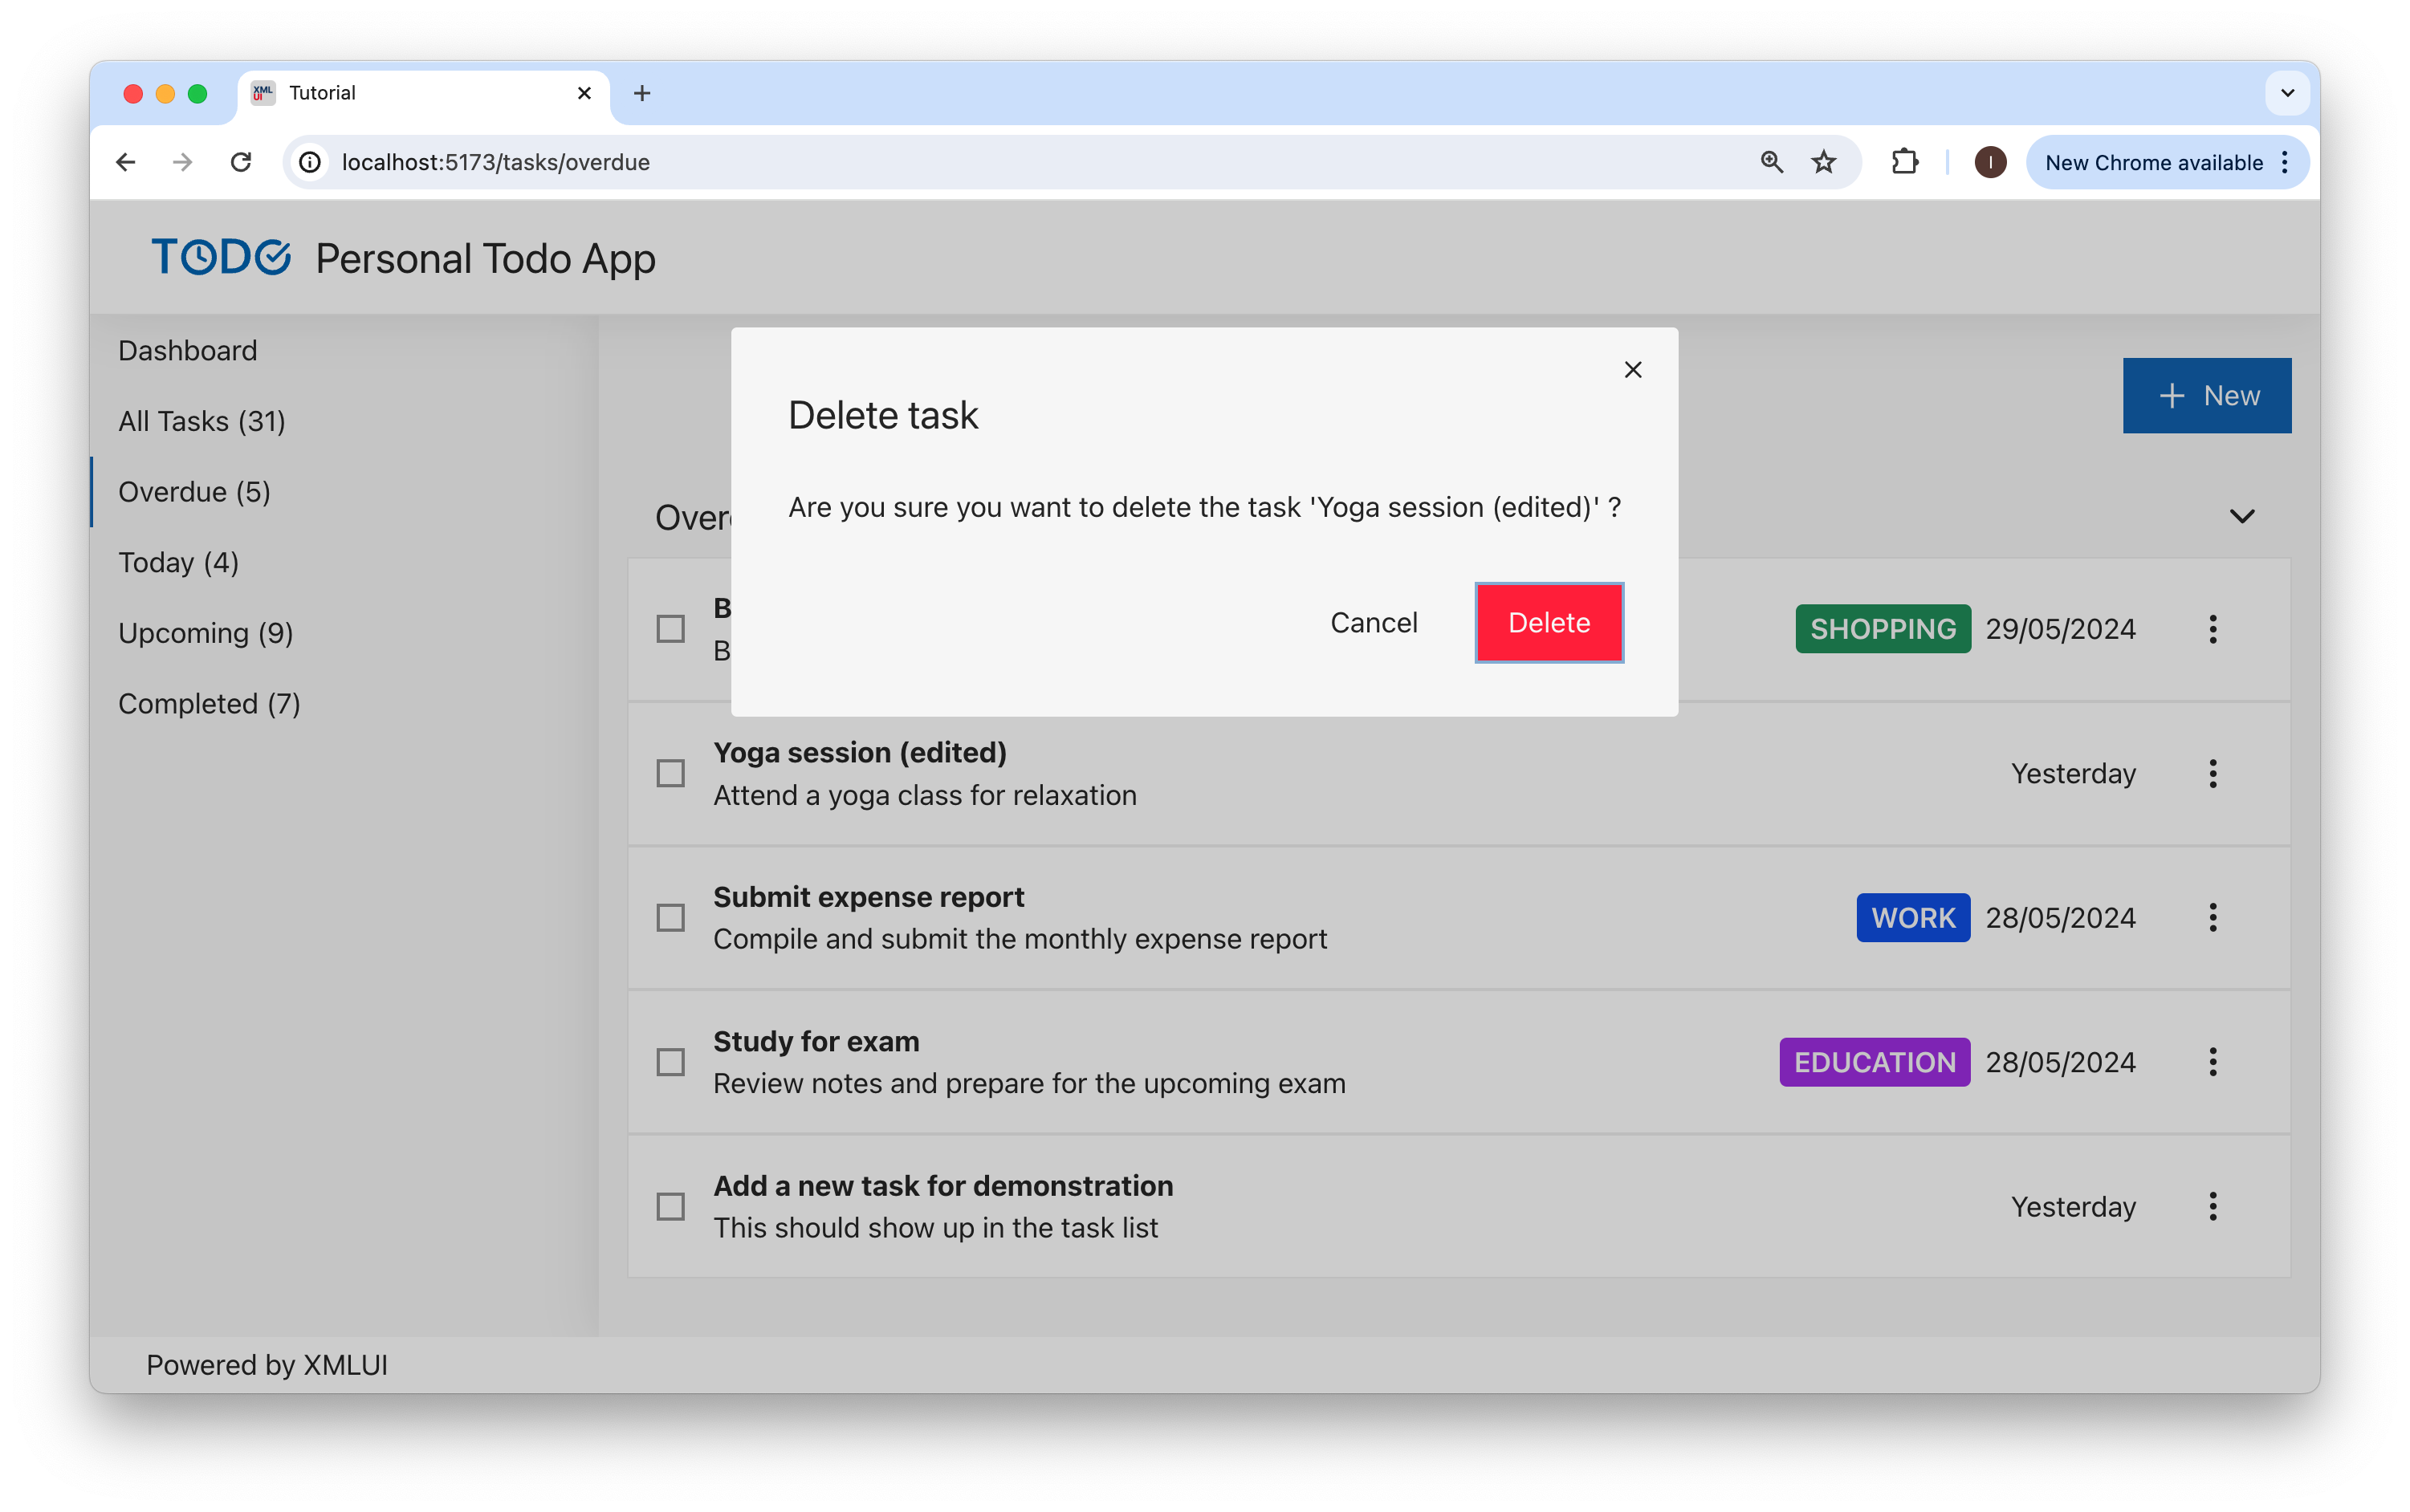 XML
UI
Tutorial
localhost:5173/tasks/overdue
New Chrome available
TODO Personal Todo App
Dashboard
All Tasks (31)
Overdue (5)
Today (4)
Upcoming (9)
Completed (7)
New
Delete task
Are you sure you want to delete the task 'Yoga session (edited)' ?
Cancel
Delete
SHOPPING 29/05/2024
Yoga session (edited)
Attend a yoga class for relaxation
Yesterday
Submit expense report
Compile and submit the monthly expense report
WORK 28/05/2024
Study for exam
Review notes and prepare for the upcoming exam
EDUCATION 28/05/2024
Add a new task for demonstration
This should show up in the task list
Yesterday
Powered by XMLUI